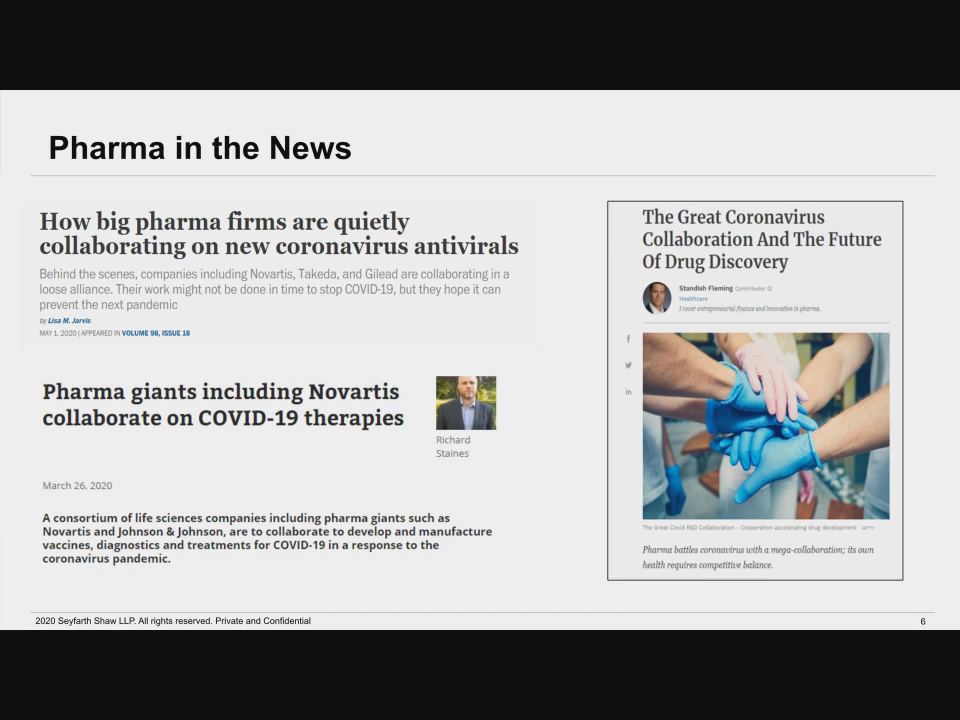 Pharma in the News
How big pharma firms are quietly
collaborating on new coronavirus antivirals
Behind the scenes, companies including Novartis, Takeda, and Gilead are collaborating in a
loose alliance. Their work might not be done in time to stop COVID-19, but they hope it can
prevent the next pandemic
by Lisa M. Jarvis
MAY 1, 2020 | APPEARED IN VOLUME 98, ISSUE 18
Pharma giants including Novartis
collaborate on COVID-19 therapies
Richard
Staines
March 26, 2020
A consortium of life sciences companies including pharma giants such as
Novartis and Johnson & Johnson, are to collaborate to develop and manufacture
vaccines, diagnostics and treatments for COVID-19 in a response to the
coronavirus pandemic.
The Great Coronavirus
Collaboration And The Future
Of Drug Discovery
Standish Fleming Contributor
Healthcare
I cover entrepreneurial finance and innovation in pharma.
f
in
The Great Covid R&D Collaboration – Cooperation accelerating drug development
Pharma battles coronavirus with a mega-collaboration; its own
health requires competitive balance.
2020 Seyfarth Shaw LLP. All rights reserved. Private and Confidential
6